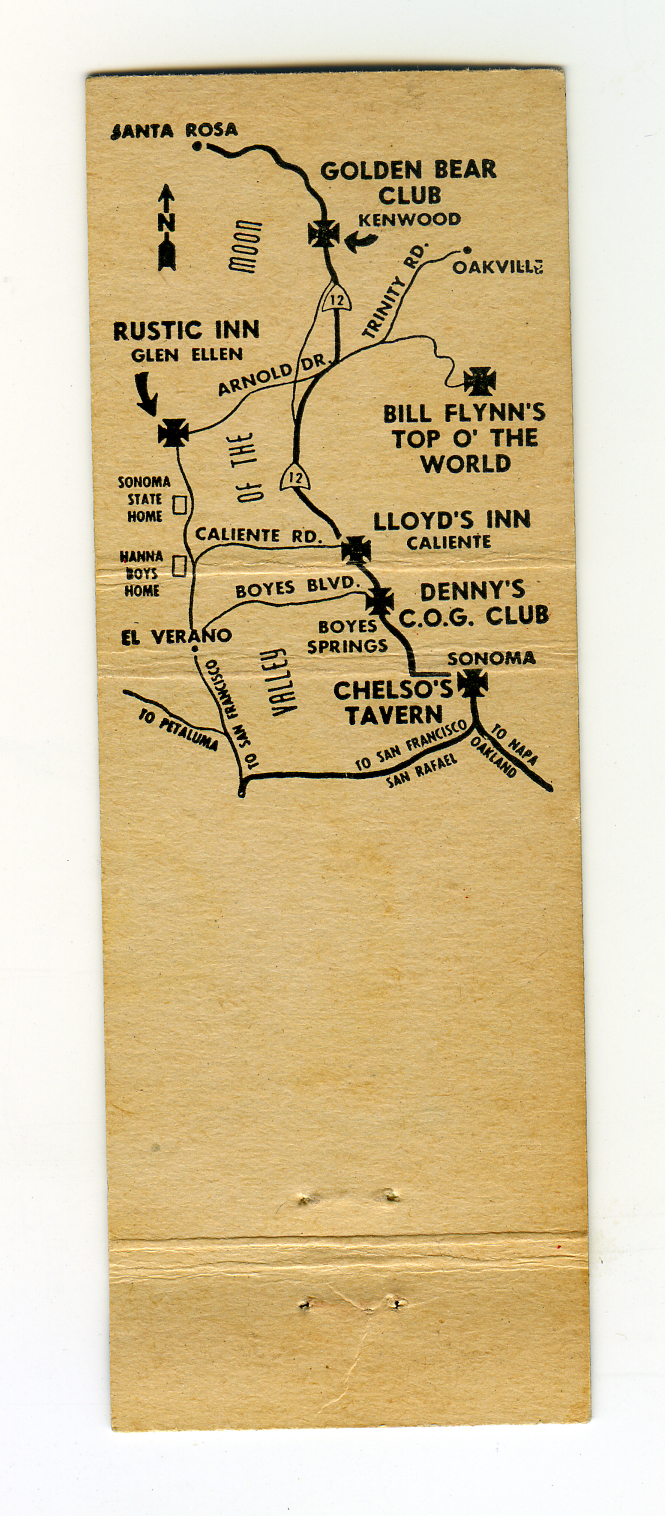 SANTA ROSA
GOLDEN BEAR
CLUB
KENWOOD
N
MOON
OAKVILLE
TRINITY RD.
12
RUSTIC INN
GLEN ELLEN
ARNOLD DR.
BILL FLYNN'S
TOP O' THE
WORLD
OF THE
12
SONOMA
STATE
HOME
LLOYD'S INN
CALIENTE
CALIENTE RD.
HANNA
BOYS
HOME
BOYES BLVD.
DENNY'S
C.O.G. CLUB
BOYES
SPRINGS
EL VERANO
VALLEY
SONOMA
CHELSO'S
TAVERN
TO SAN FRANCISCO
TO PETALUMA
TO SAN FRANCISCO
SAN RAFAEL
TO NAPA
OAKLAND